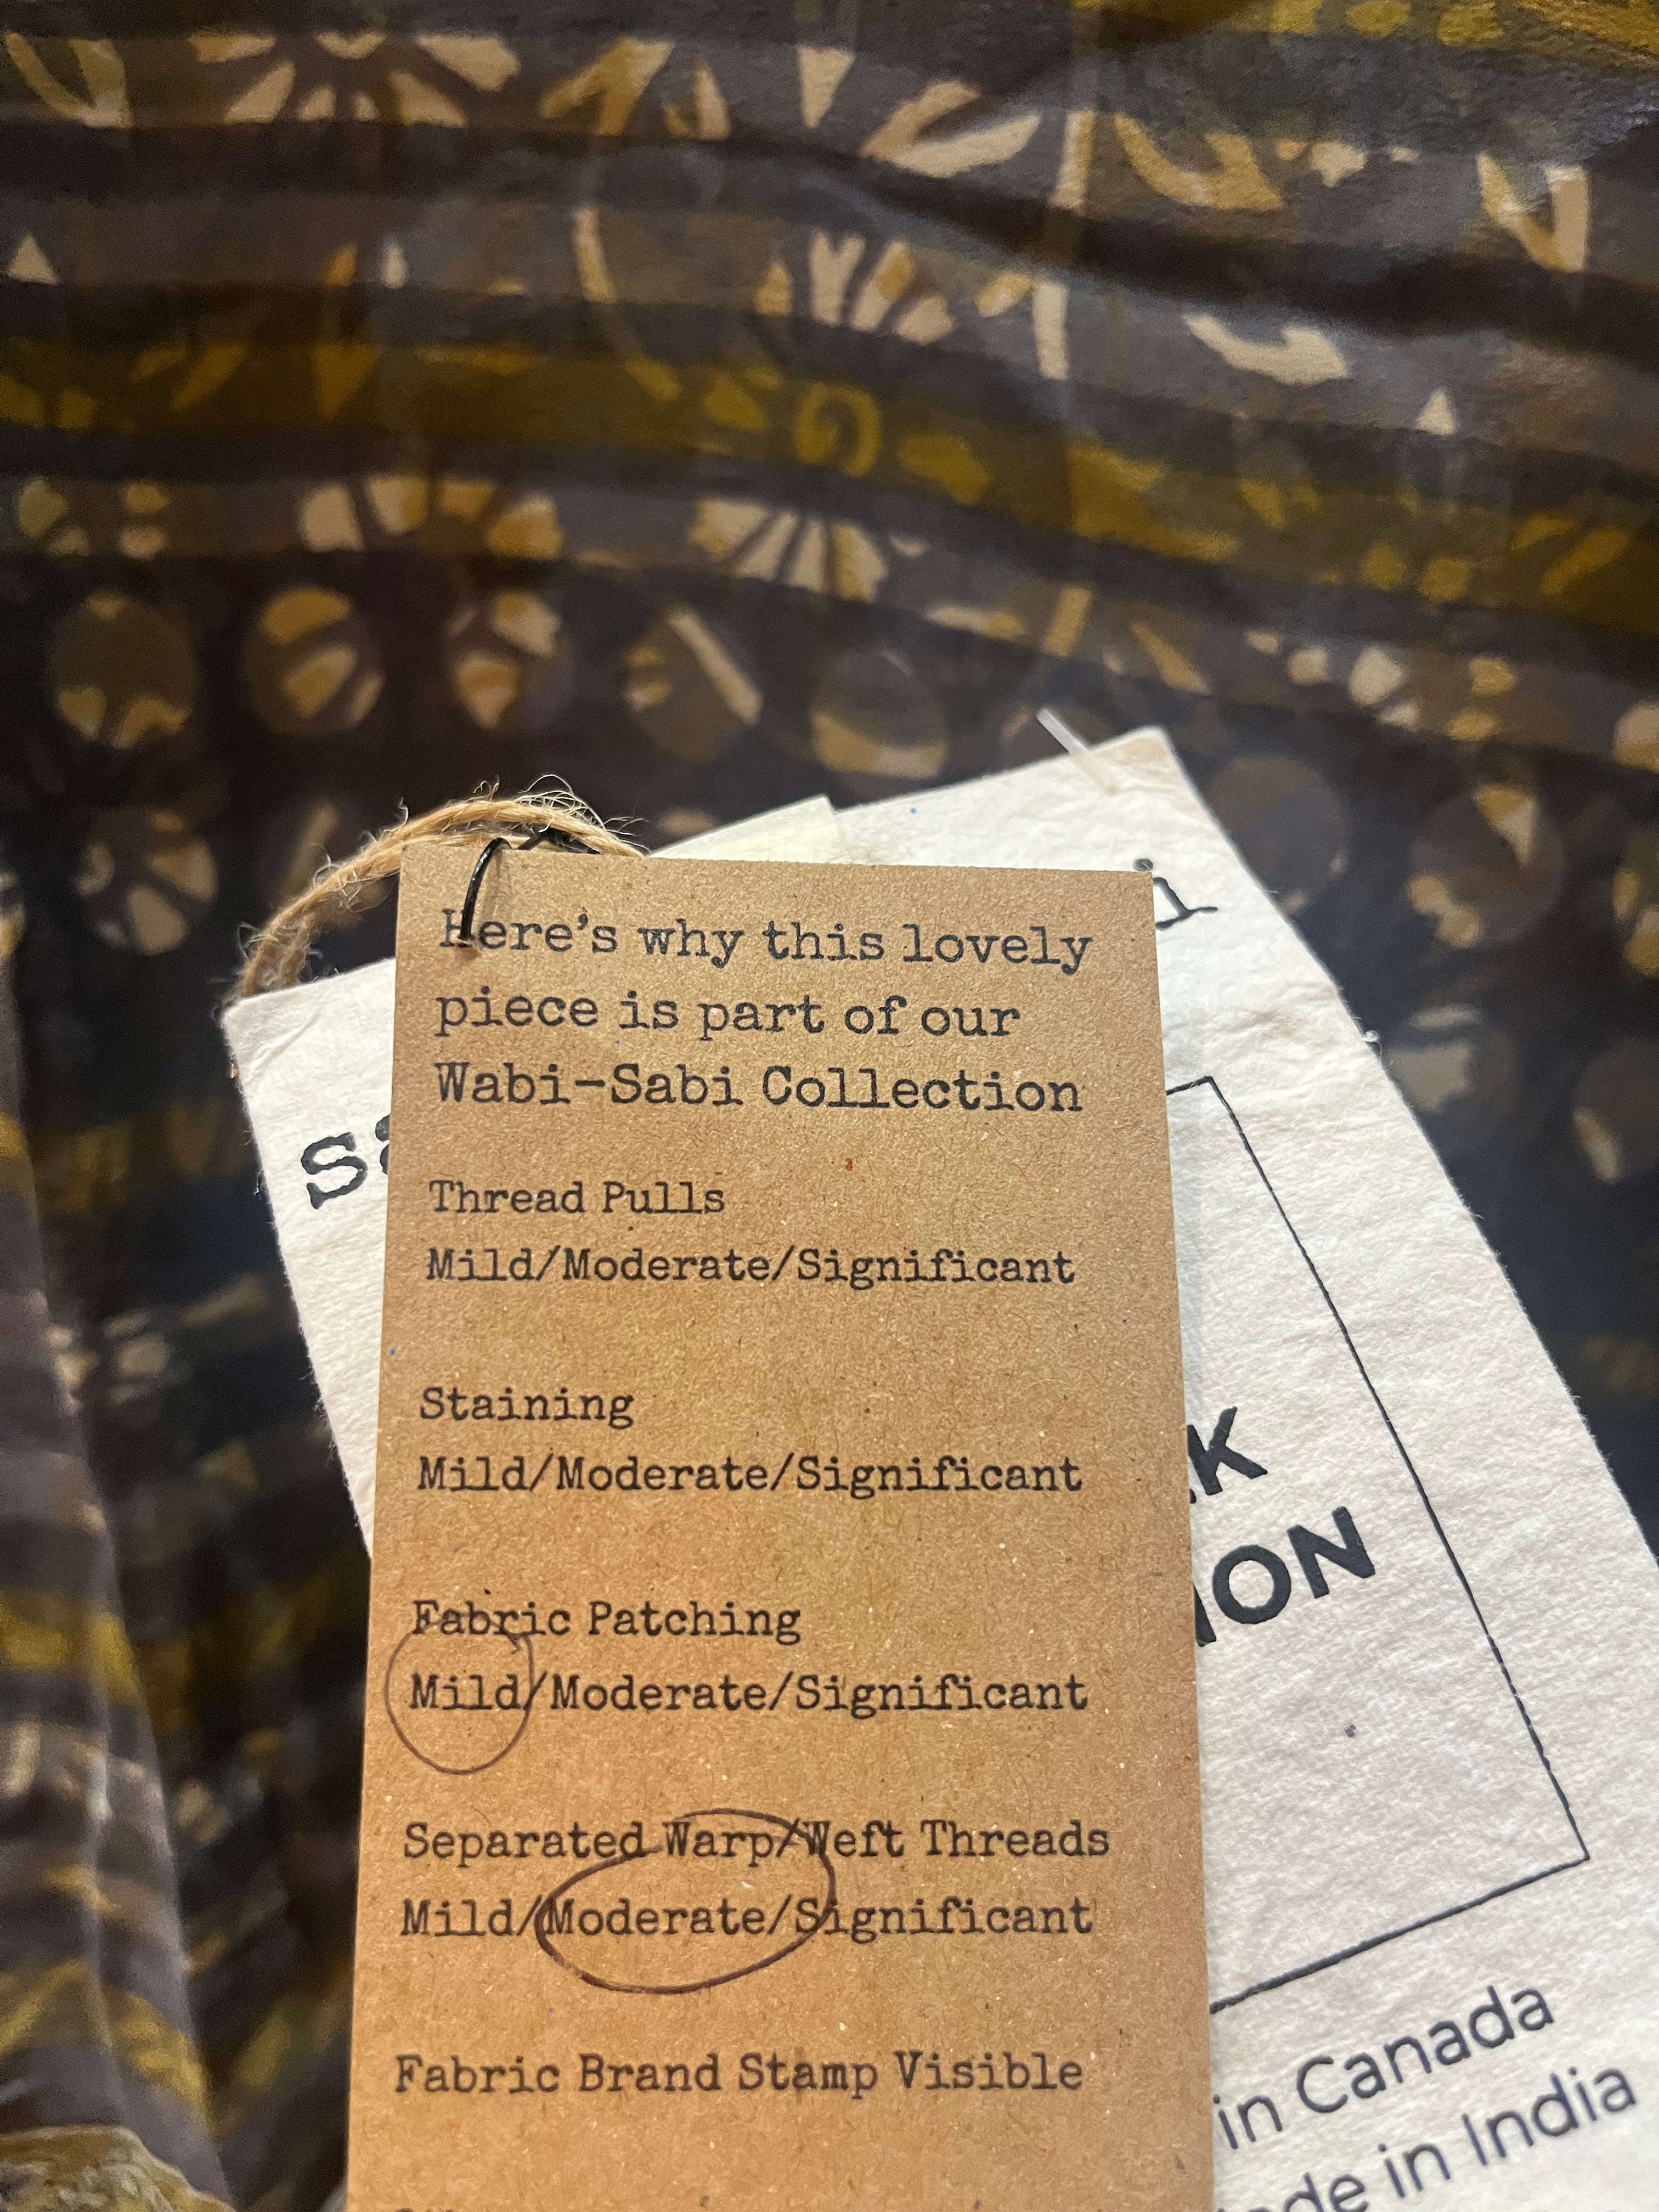 Here's why this lovely
piece is part of our
Wabi-Sabi Collection
Thread Pulls
Mild/Moderate/Significant
Staining
Mild/Moderate/Significant
Fabric Patching
Mild/Moderate/Significant
Separated Warp/Weft Threads
Mild/Moderate/Significant
Fabric Brand Stamp Visible
ION
in Canada
in India